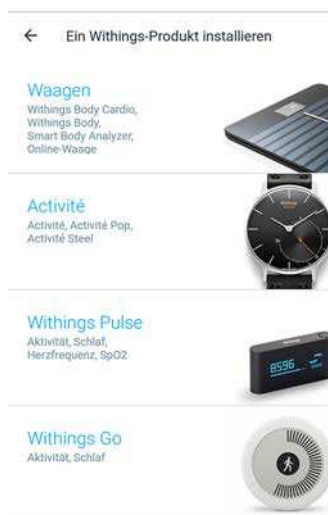 Ein Withings-Produkt installieren
Waagen
Withings Body Cardio,
Withings Body,
Smart Body Analyzer,
Online-Waage
Activité
Activité, Activité Pop,
Activité Steel
Withings Pulse
Aktivität, Schlaf,
Herzfrequenz, SpO2
8596
Withings Go
Aktivität, Schlaf